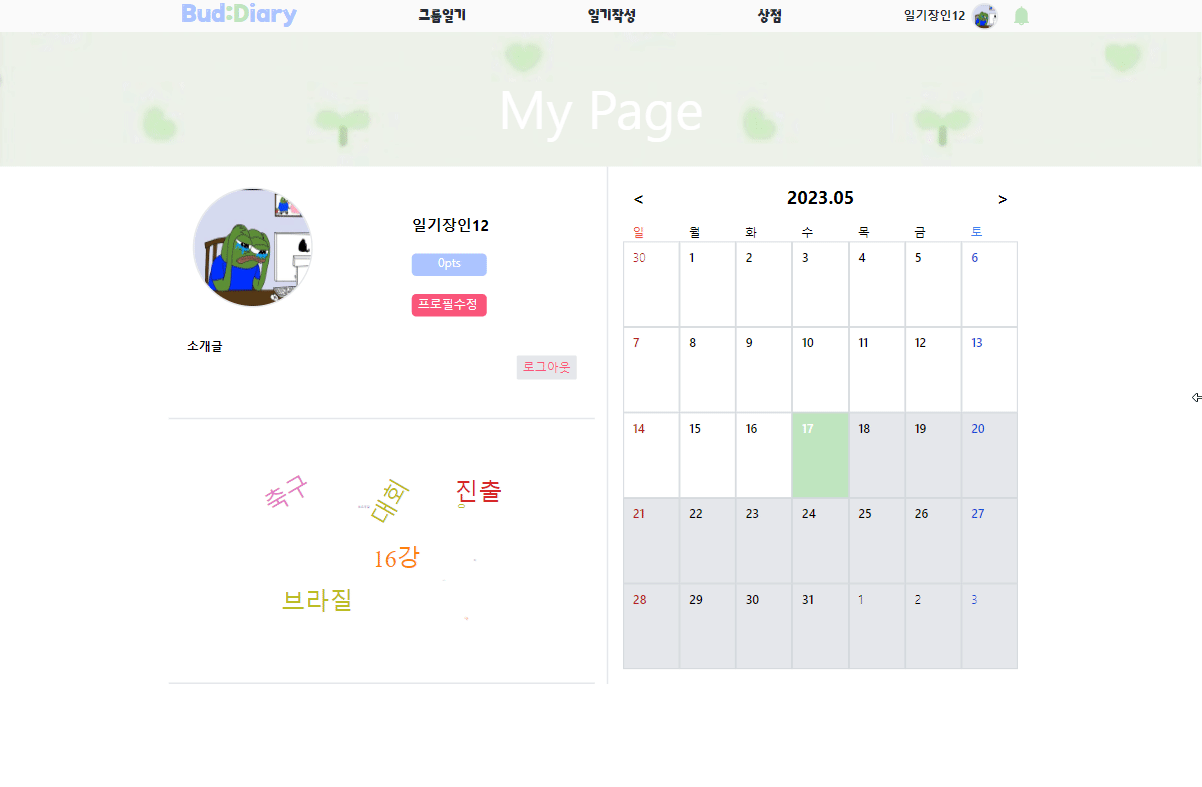 Bud:Diary 그룹일기 일기작성 상점 일기장인12
My Page
일기장인12
0pts
프로필수정
소개글
로그아웃
축구 대회 진출
16강
브라질
< 2023.05 >
일 월 화 수 목 금 토
30 1 2 3 4 5 6
7 8 9 10 11 12 13
14 15 16 17 18 19 20
21 22 23 24 25 26 27
28 29 30 31 1 2 3